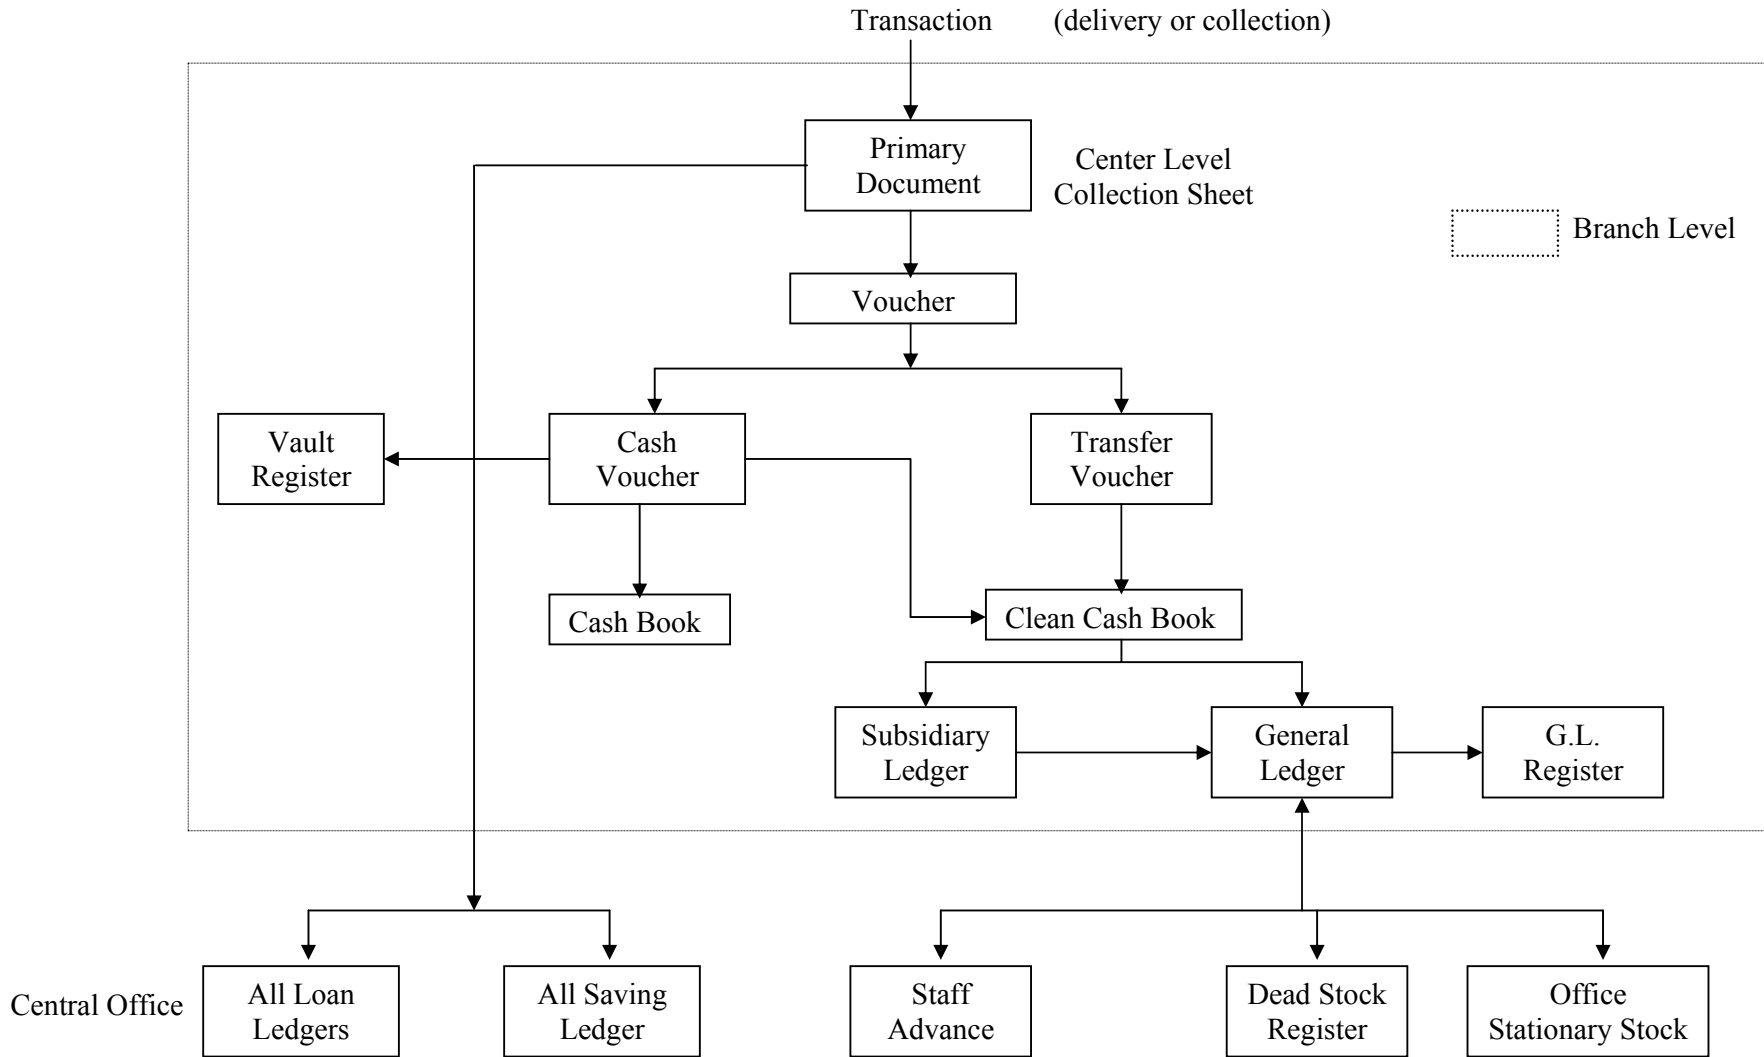 Transaction (delivery or collection)
Primary
Document
Center Level
Collection Sheet
Branch Level
Voucher
Vault
Register
Cash
Voucher
Transfer
Voucher
Cash Book
Clean Cash Book
Subsidiary
Ledger
General
Ledger
G.L.
Register
Central Office
All Loan
Ledgers
All Saving
Ledger
Staff
Advance
Dead Stock
Register
Office
Stationary Stock